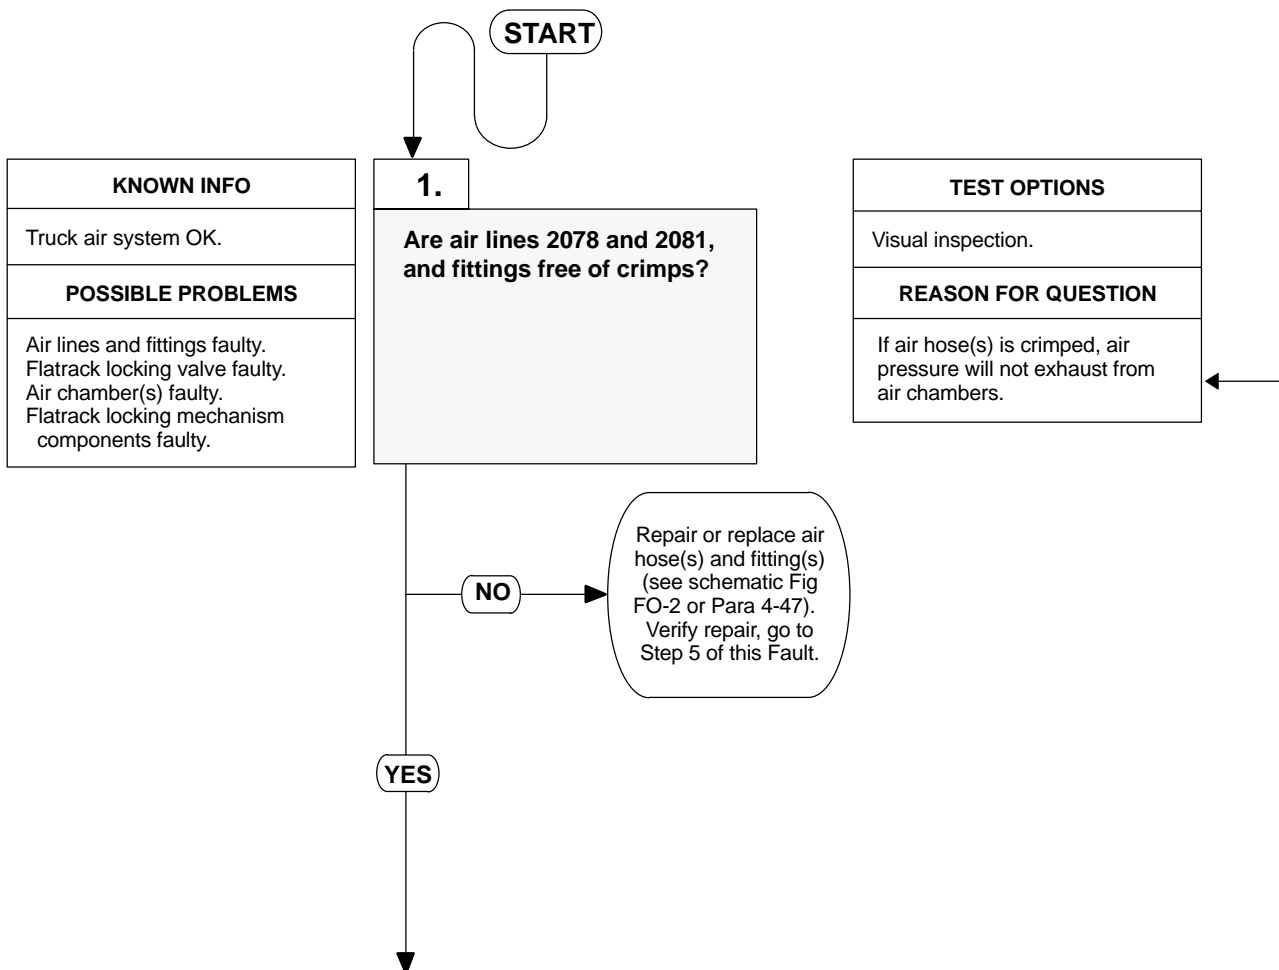 START
KNOWN INFO
Truck air system OK.
POSSIBLE PROBLEMS
Air lines and fittings faulty.
Flatrack locking valve faulty.
Air chamber(s) faulty.
Flatrack locking mechanism
components faulty.
1.
Are air lines 2078 and 2081,
and fittings free of crimps?
TEST OPTIONS
Visual inspection.
REASON FOR QUESTION
If air hose(s) is crimped, air
pressure will not exhaust from
air chambers.
NO
Repair or replace air
hose(s) and fitting(s)
(see schematic Fig
FO-2 or Para 4-47).
Verify repair, go to
Step 5 of this Fault.
YES